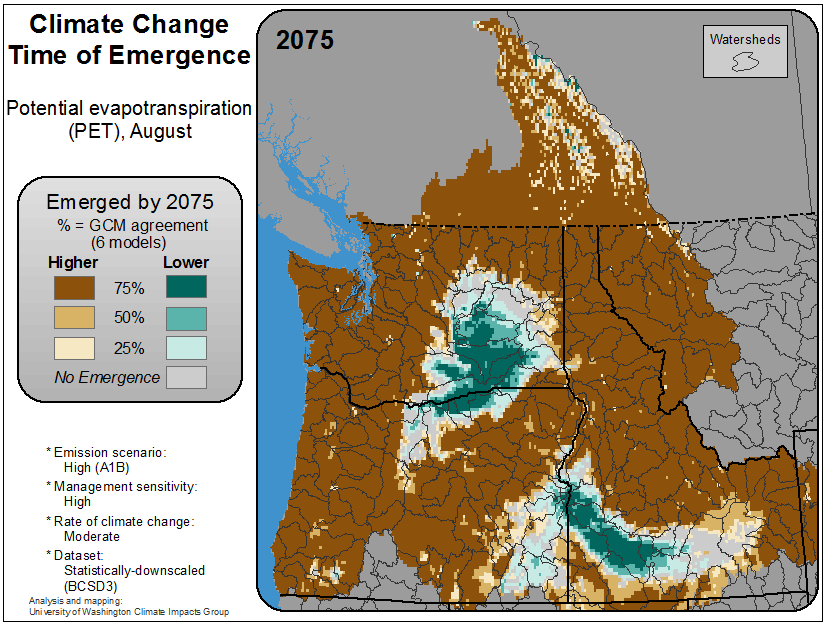 Climate Change
Time of Emergence
Potential evapotranspiration
(PET), August
Emerged by 2075
% = GCM agreement
(6 models)
Higher Lower
75%
50%
25%
No Emergence
* Emission scenario:
High (A1B)
* Management sensitivity:
High
* Rate of climate change:
Moderate
* Dataset:
Statistically-downscaled
(BCSD3)
Analysis and mapping:
University of Washington Climate Impacts Group
2075
Watersheds